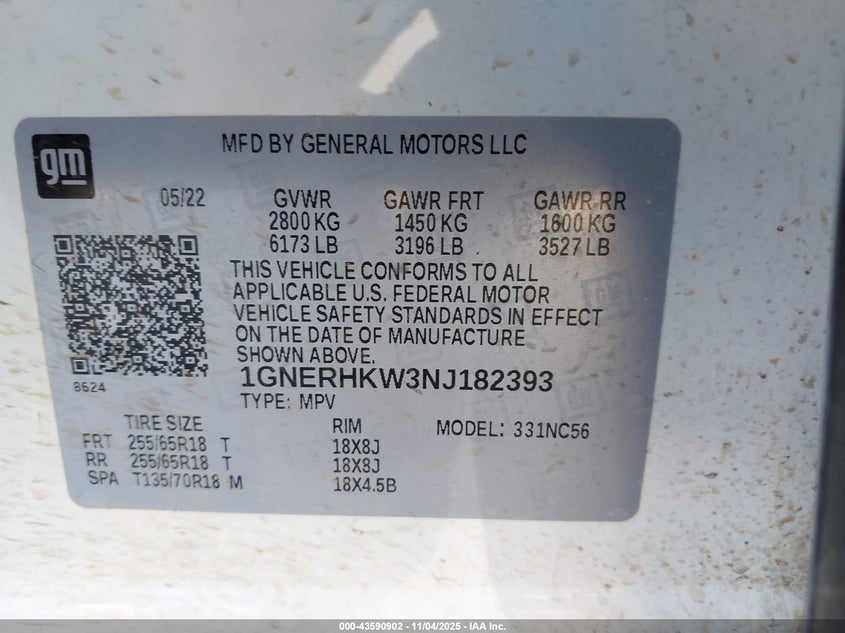 gm
MFD BY GENERAL MOTORS LLC
05/22 GVWR GAWR FRT GAWR RR
2800 KG 1450 KG 1600 KG
6173 LB 3196 LB 3527 LB
THIS VEHICLE CONFORMS TO ALL
APPLICABLE U.S. FEDERAL MOTOR
VEHICLE SAFETY STANDARDS IN EFFECT
ON THE DATE OF MANUFACTURE
SHOWN ABOVE.
8624
1GNERHKW3NJ182393
TYPE: MPV
TIRE SIZE RIM MODEL: 331NC56
FRT 255/65R18 T 18X8J
RR 255/65R18 T 18X8J
SPA T135/70R18 M 18X4.5B
000-43590902 - 11/04/2025 - IAA Inc.